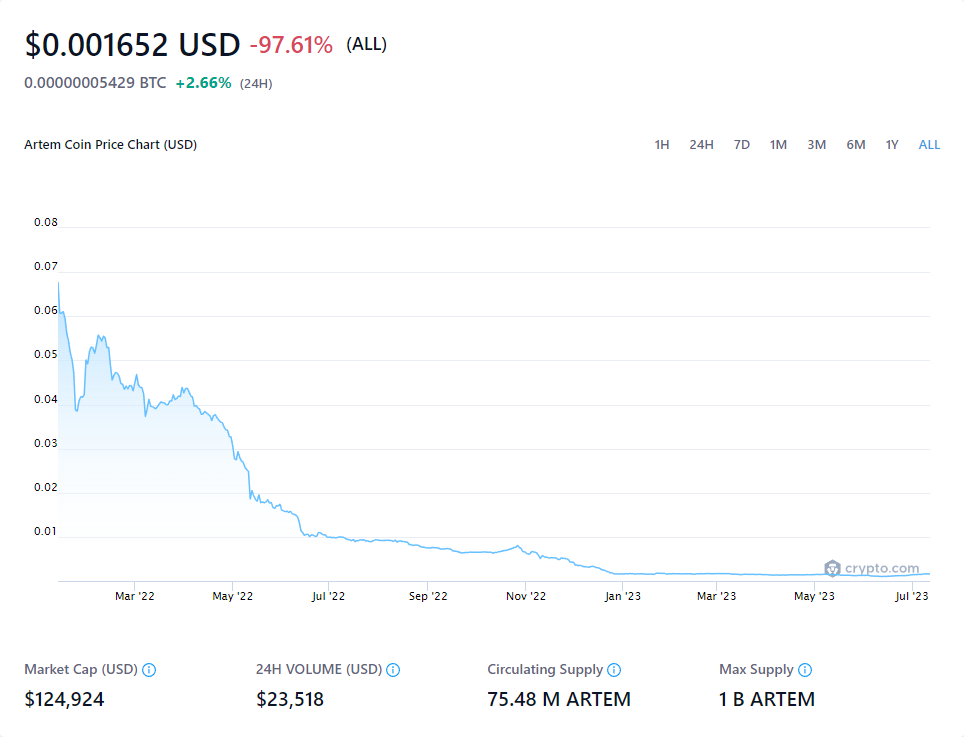 $0.001652 USD -97.61% (ALL)
0.00000005429 BTC +2.66% (24H)
Artem Coin Price Chart (USD) 1H 24H 7D 1M 3M 6M 1Y ALL
0.08
0.07
0.06
0.05
0.04
0.03
0.02
0.01
crypto.com
Mar '22 May '22 Jul '22 Sep '22 Nov '22 Jan '23 Mar '23 May '23 Jul '23
Market Cap (USD) 24H VOLUME (USD) Circulating Supply Max Supply
$124,924 $23,518 75.48 M ARTEM 1 B ARTEM